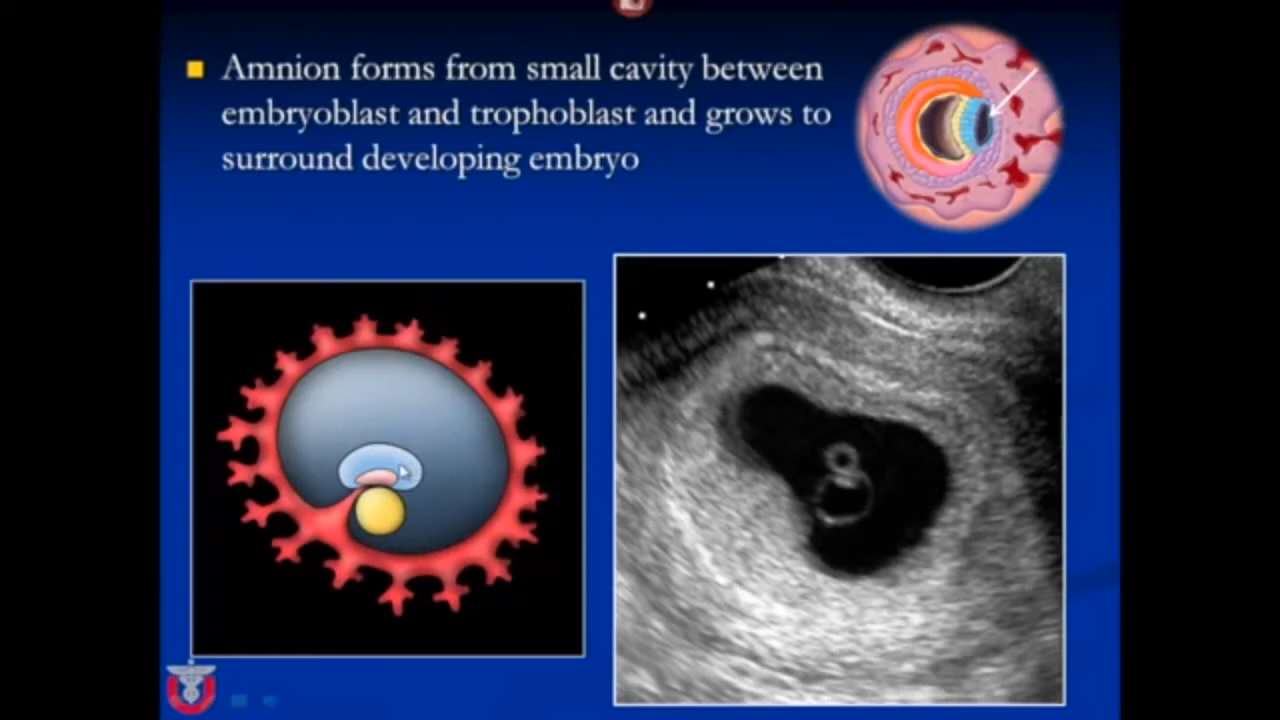 Amnion forms from small cavity between
embryoblast and trophoblast and grows to
surround developing embryo